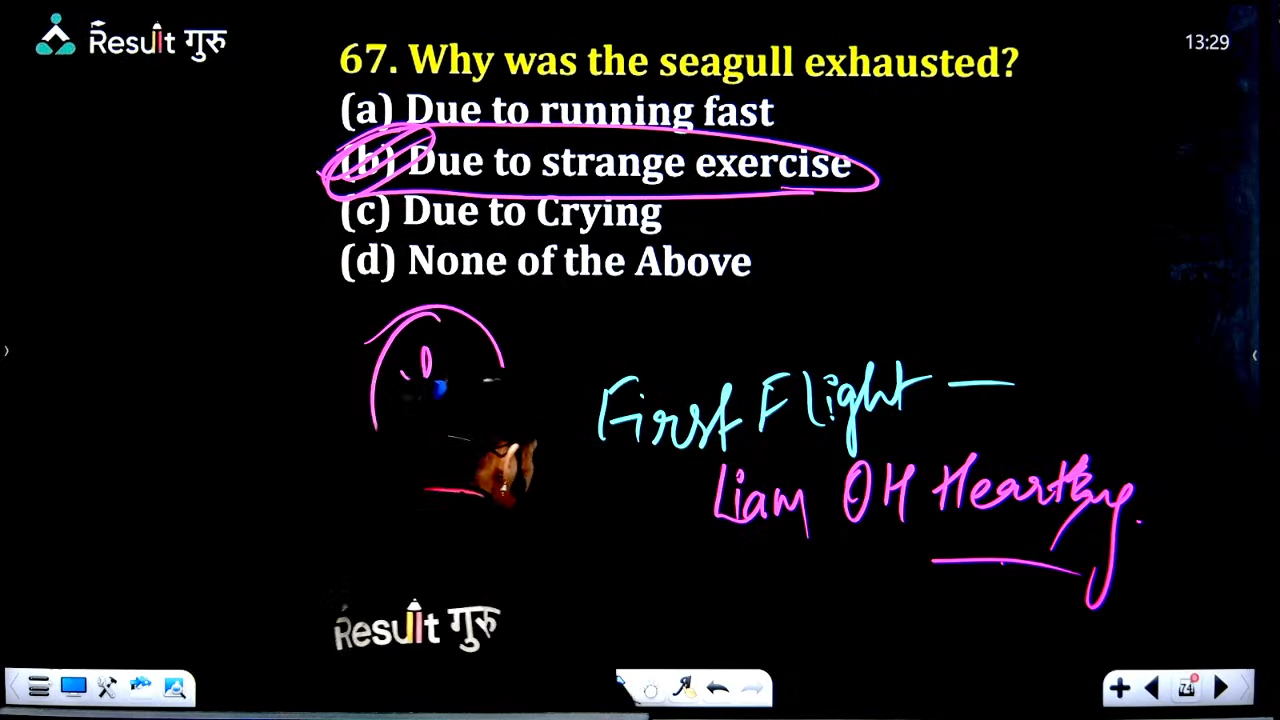 Result गुरु
13:29
67. Why was the seagull exhausted?
(a) Due to running fast
(b) Due to strange exercise
(c) Due to Crying
(d) None of the Above
First Flight —
Liam OH
Result गुरु